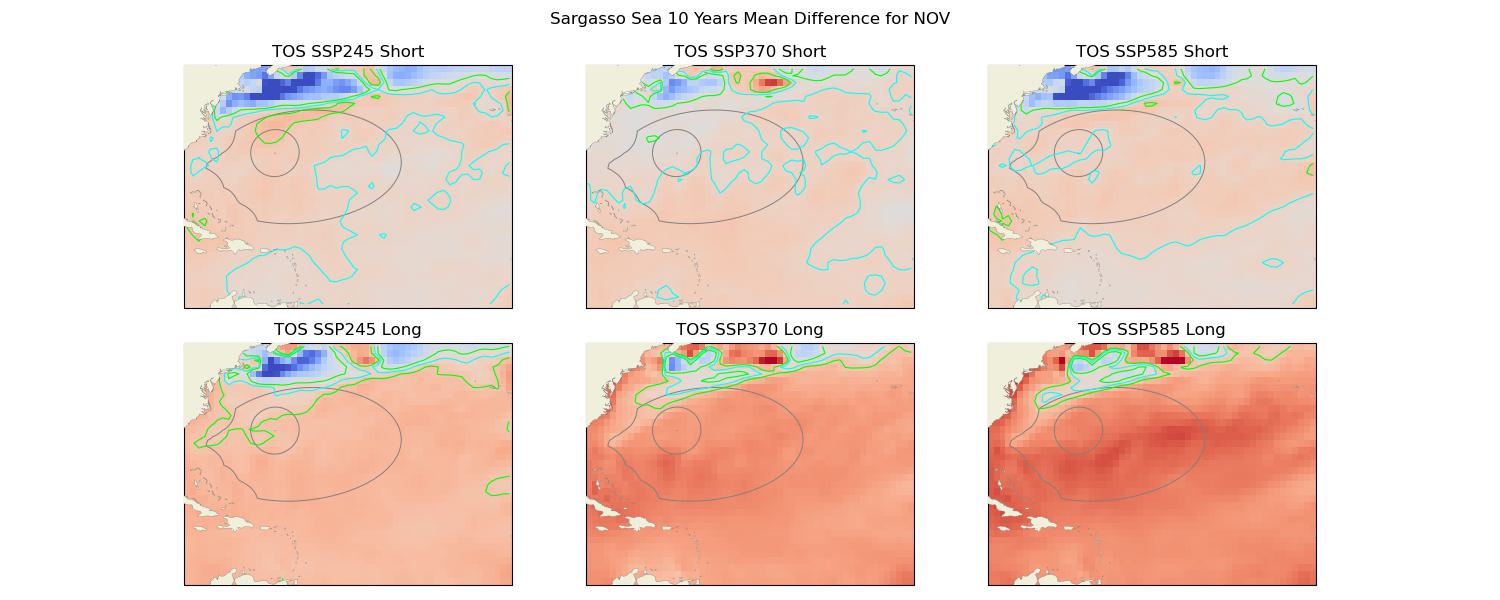 Sargasso Sea 10 Years Mean Difference for NOV
TOS SSP245 Short
TOS SSP370 Short
TOS SSP585 Short
TOS SSP245 Long
TOS SSP370 Long
TOS SSP585 Long